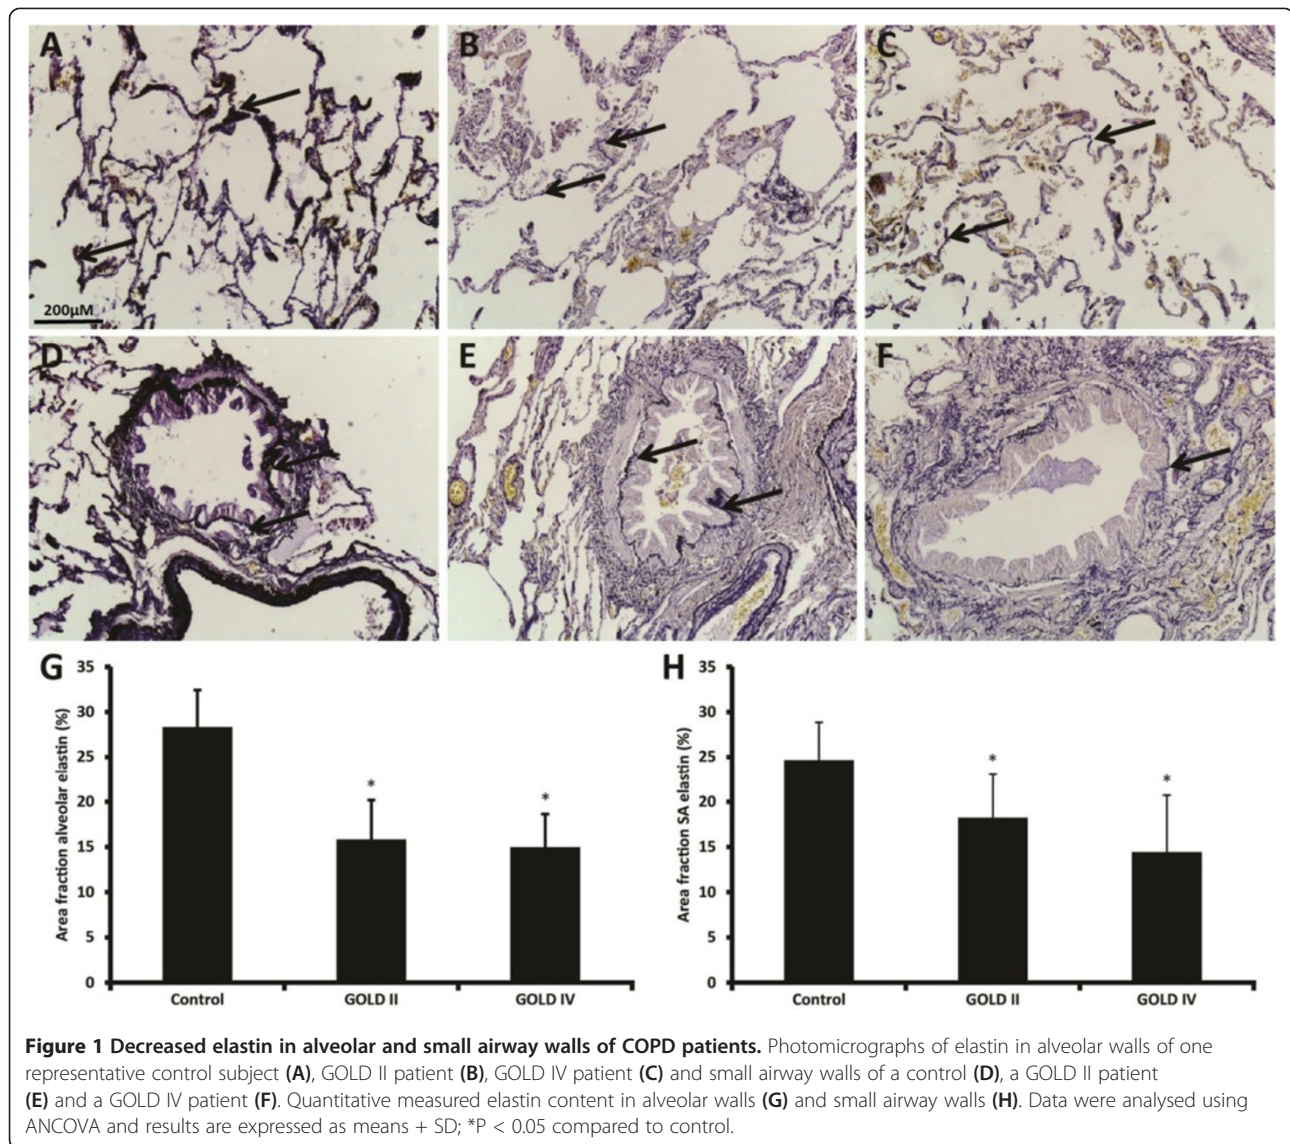 A
B
C
200µM
D
E
F
G
35
30
25
20
15
10
5
0
Area fraction alveolar elastin (%)
*
*
Control
GOLD II
GOLD IV
H
35
30
25
20
15
10
5
0
Area fraction SA elastin (%)
*
*
Control
GOLD II
GOLD IV
Figure 1 Decreased elastin in alveolar and small airway walls of COPD patients. Photomicrographs of elastin in alveolar walls of one
representative control subject (A), GOLD II patient (B), GOLD IV patient (C) and small airway walls of a control (D), a GOLD II patient
(E) and a GOLD IV patient (F). Quantitative measured elastin content in alveolar walls (G) and small airway walls (H). Data were analysed using
ANCOVA and results are expressed as means + SD; *P < 0.05 compared to control.